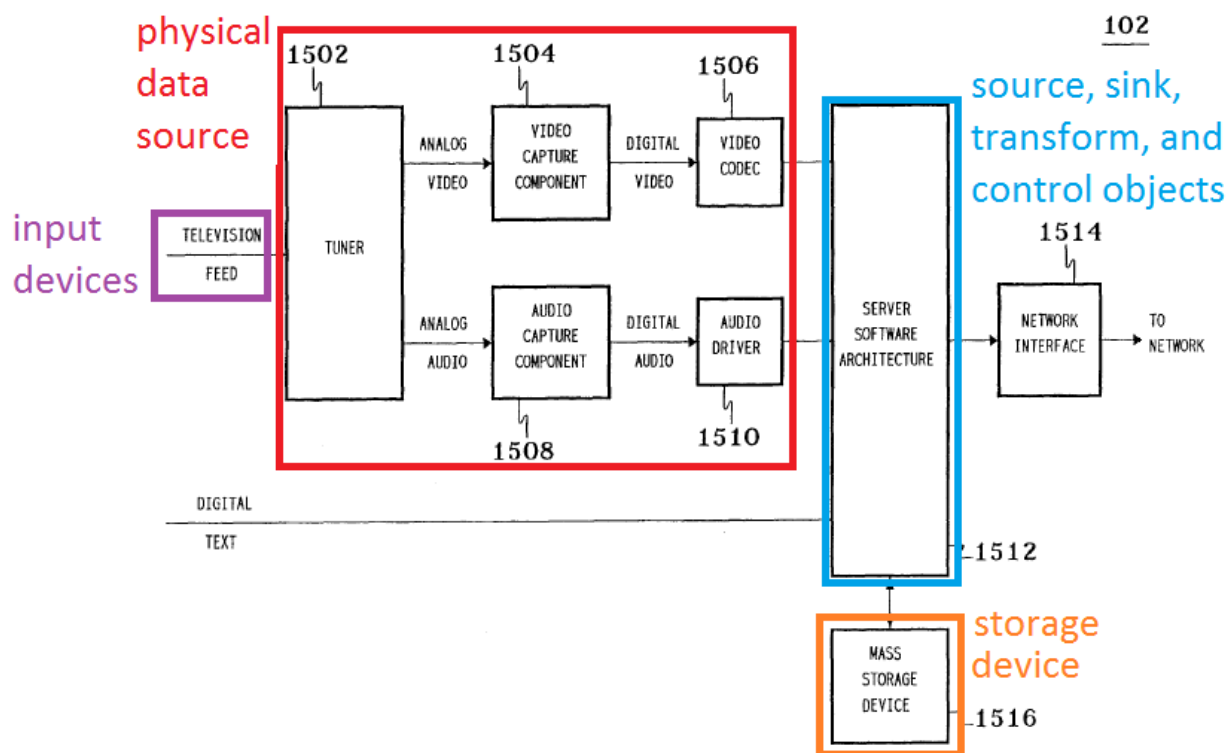 physical
data
source
1502
1504
1506
102
source, sink,
transform, and
control objects
ANALOG
VIDEO
VIDEO
CAPTURE
COMPONENT
DIGITAL
VIDEO
VIDEO
CODEC
input
devices
TELEVISION
FEED
TUNER
1514
ANALOG
AUDIO
AUDIO
CAPTURE
COMPONENT
DIGITAL
AUDIO
AUDIO
DRIVER
SERVER
SOFTWARE
ARCHITECTURE
NETWORK
INTERFACE
TO
NETWORK
1508
1510
DIGITAL
TEXT
1512
storage
device
MASS
STORAGE
DEVICE
1516